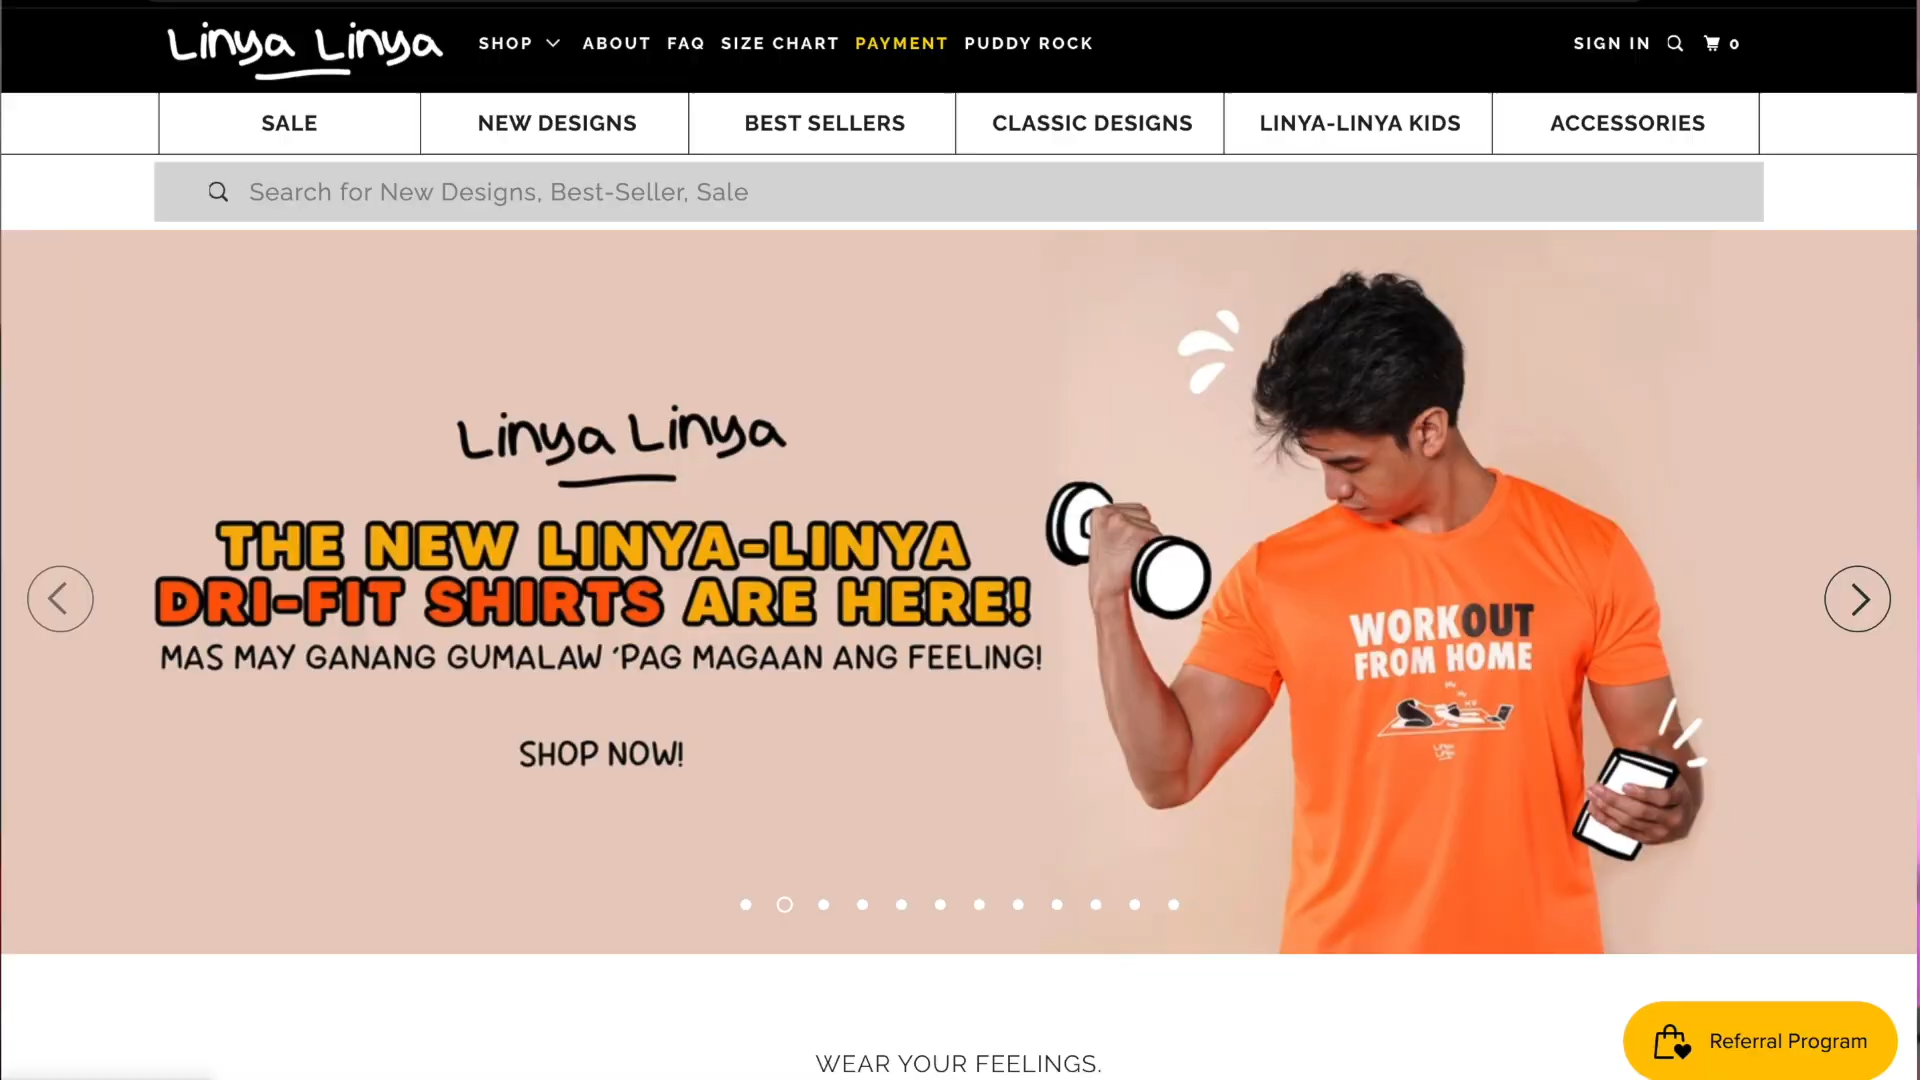 Linya Linya
SHOP ABOUT FAQ SIZE CHART PAYMENT PUDDY ROCK
SIGN IN 0
SALE NEW DESIGNS BEST SELLERS CLASSIC DESIGNS LINYA-LINYA KIDS ACCESSORIES
Search for New Designs, Best-Seller, Sale
Linya Linya
THE NEW LINYA-LINYA
DRI-FIT SHIRTS ARE HERE!
MAS MAY GANANG GUMALAW 'PAG MAGAAN ANG FEELING!
SHOP NOW!
WORKOUT
FROM HOME
Referral Program
WEAR YOUR FEELINGS.